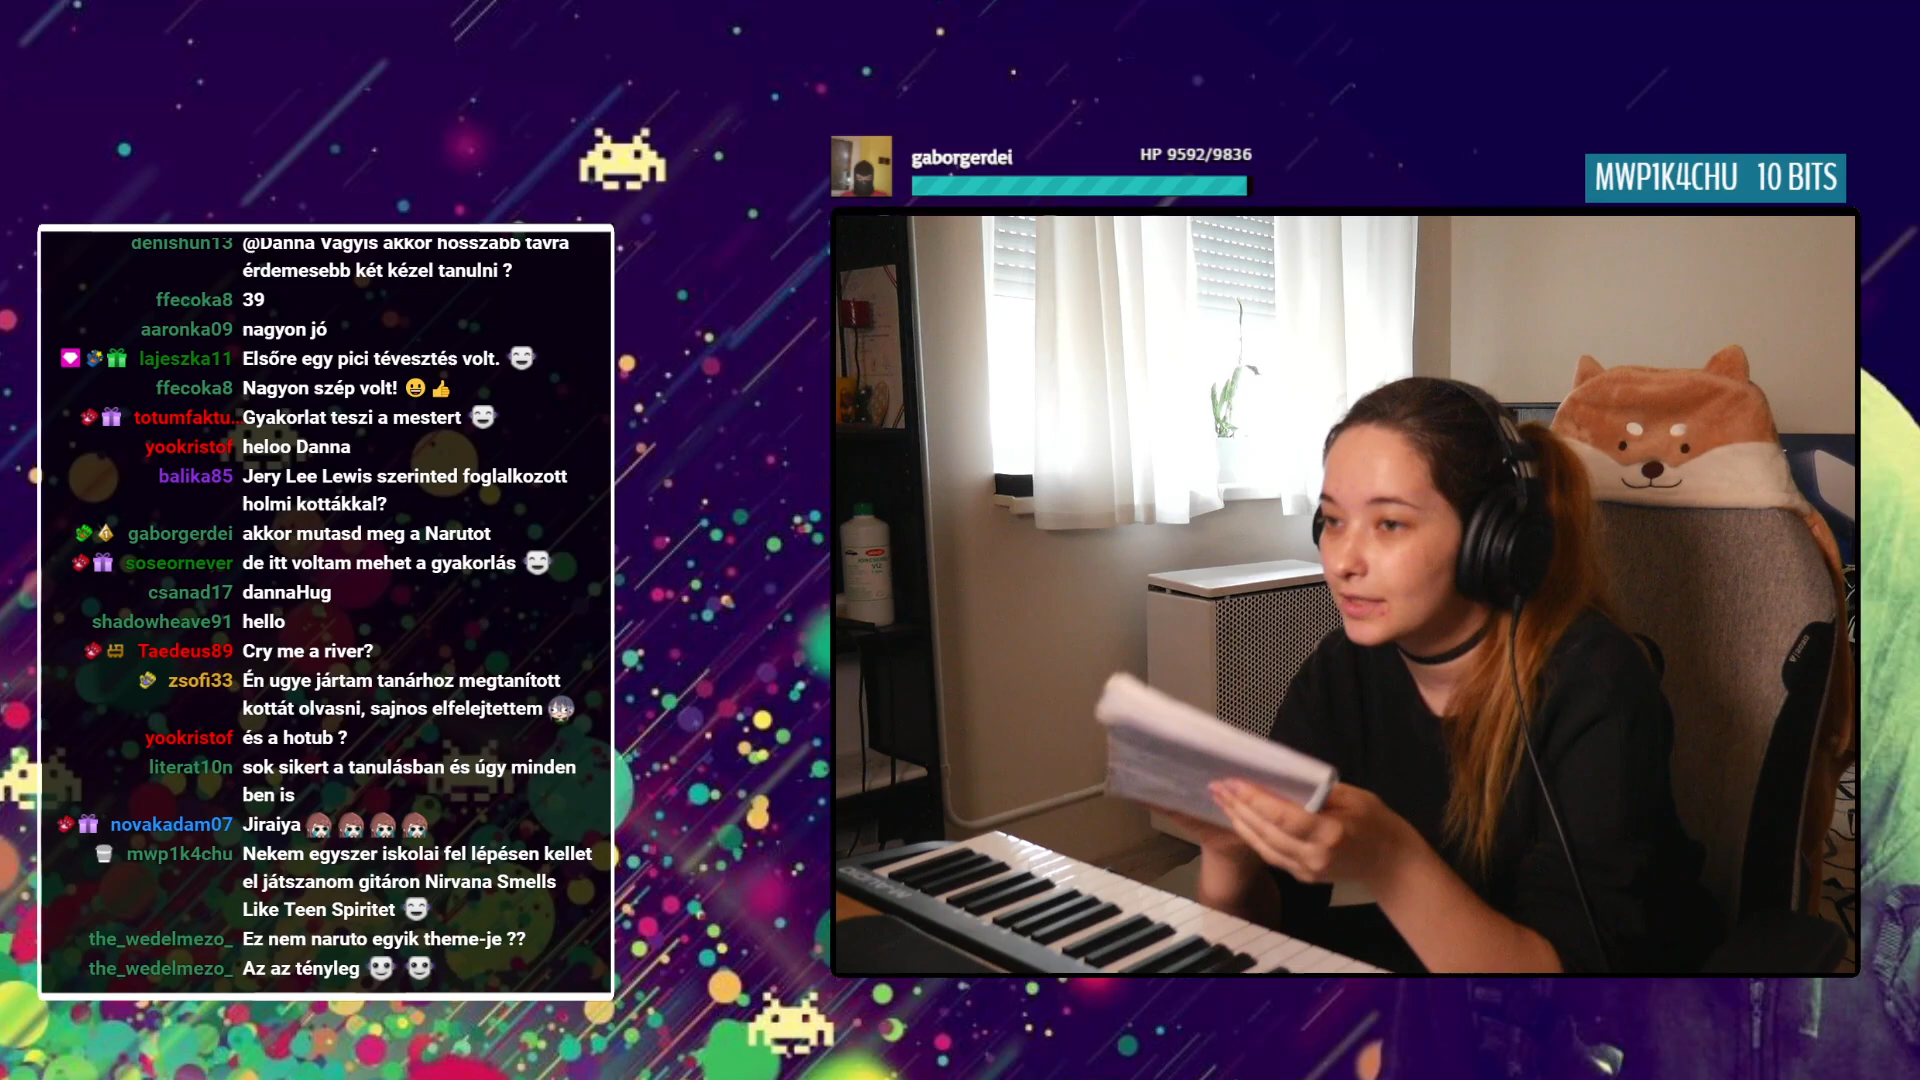 gaborgerdei HP 9592/9836
MWP1K4CHU 10 BITS
denishun13 @Danna Vagyis akkor hosszabb távra
érdemesebb két kézel tanulni ?
ffecoka8 39
aaronka09 nagyon jó
lajeszka11 Elsőre egy pici tévesztés volt.
ffecoka8 Nagyon szép volt!
totumfaktu... Gyakorlat teszi a mestert
yookristof heloo Danna
balika85 Jery Lee Lewis szerinted foglalkozott
holmi kottákkal?
gaborgerdei akkor mutasd meg a Narutot
soseornever de itt voltam mehet a gyakorlás
csanad17 dannaHug
shadowheave91 hello
Taedeus89 Cry me a river?
zsofi33 Én ugye jártam tanárhoz megtanított
kottát olvasni, sajnos elfelejtettem
yookristof és a hotub ?
literat10n sok sikert a tanulásban és úgy minden
ben is
novakadam07 Jiraiya
mwp1k4chu Nekem egyszer iskolai fel lépésen kellet
el játszanom gitáron Nirvana Smells
Like Teen Spiritet
the_wedelmezo_ Ez nem naruto egyik theme-je ??
the_wedelmezo_ Az az tényleg